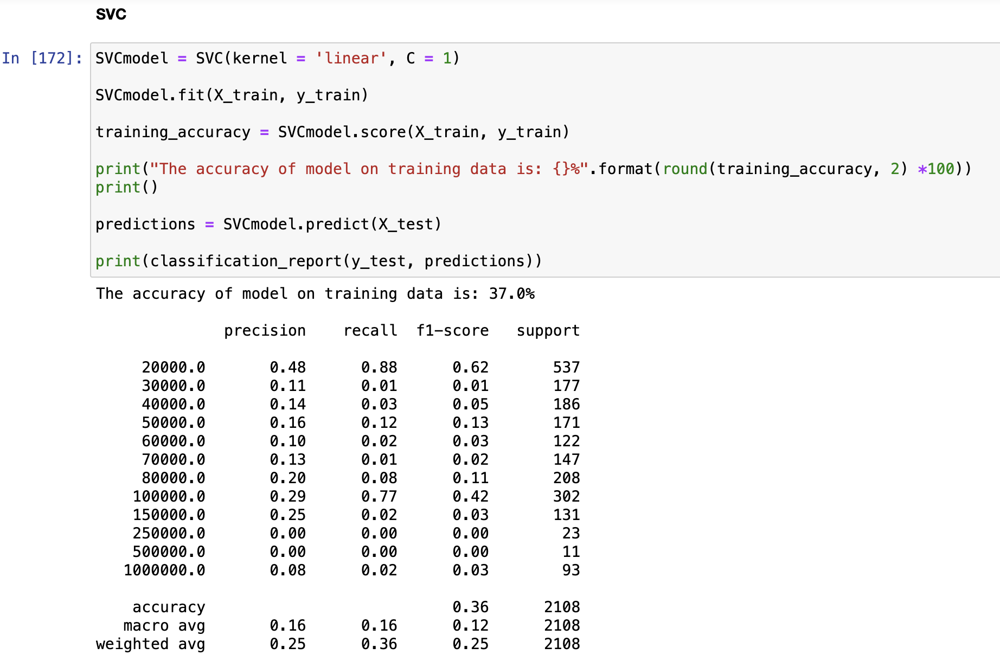 SVC
In [172]: SVCmodel = SVC(kernel = 'linear', C = 1)
SVCmodel.fit(X_train, y_train)
training_accuracy = SVCmodel.score(X_train, y_train)
print("The accuracy of model on training data is: {}%".format(round(training_accuracy, 2) *100))
print()
predictions = SVCmodel.predict(X_test)
print(classification_report(y_test, predictions))
The accuracy of model on training data is: 37.0%
precision recall f1-score support
20000.0 0.48 0.88 0.62 537
30000.0 0.11 0.01 0.01 177
40000.0 0.14 0.03 0.05 186
50000.0 0.16 0.12 0.13 171
60000.0 0.10 0.02 0.03 122
70000.0 0.13 0.01 0.02 147
80000.0 0.20 0.08 0.11 208
100000.0 0.29 0.77 0.42 302
150000.0 0.25 0.02 0.03 131
250000.0 0.00 0.00 0.00 23
500000.0 0.00 0.00 0.00 11
1000000.0 0.08 0.02 0.03 93
accuracy 0.36 2108
macro avg 0.16 0.16 0.12 2108
weighted avg 0.25 0.36 0.25 2108